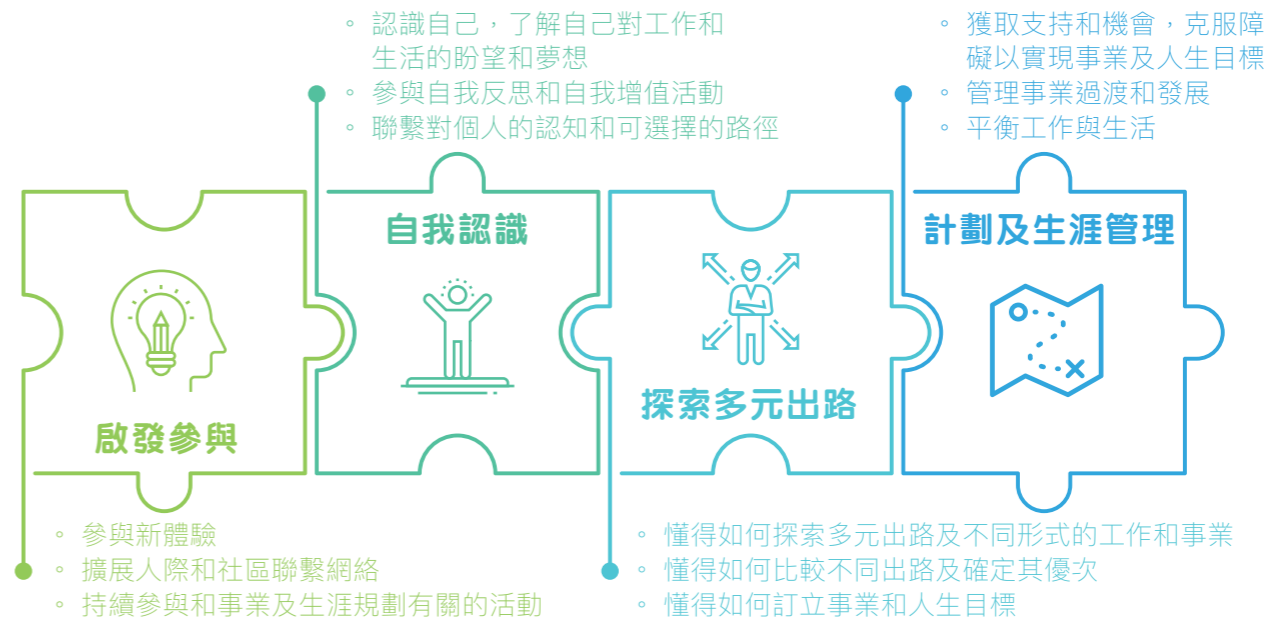 啟發參與
◦ 參與新體驗
◦ 擴展人際和社區聯繫網絡
◦ 持續參與和事業及生涯規劃有關的活動
◦ 認識自己，了解自己對工作和
生活的盼望和夢想
◦ 參與自我反思和自我增值活動
◦ 聯繫對個人的認知和可選擇的路徑
自我認識
探索多元出路
◦ 懂得如何探索多元出路及不同形式的工作和事業
◦ 懂得如何比較不同出路及確定其優次
◦ 懂得如何訂立事業和人生目標
◦ 獲取支持和機會，克服障
礙以實現事業及人生目標
◦ 管理事業過渡和發展
◦ 平衡工作與生活
計劃及生涯管理